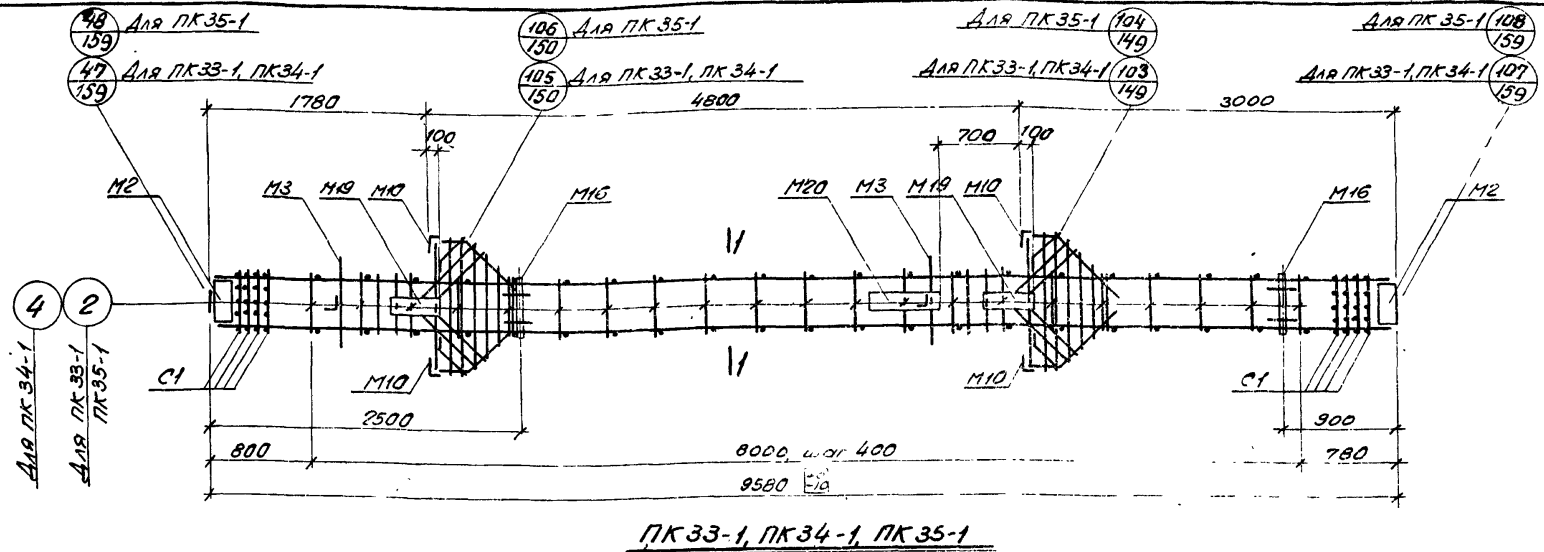 48
159
Для ПК35-1
106
150
Для ПК35-1
Для ПК35-1
104
149
Для ПК35-1
108
159
47
159
Для ПК33-1, ПК34-1
105
150
Для ПК33-1, ПК34-1
Для ПК33-1, ПК34-1
103
149
Для ПК33-1, ПК34-1
107
159
1780
4800
3000
100
700
100
М2
М3
М19
М10
М16
М20
М3
М19
М10
М16
М2
4
2
Для ПК34-1
Для ПК33-1
ПК35-1
1
1
С1
М10
М10
С1
2500
900
800
8000, шаг 400
780
9580
ПК33-1, ПК34-1, ПК35-1